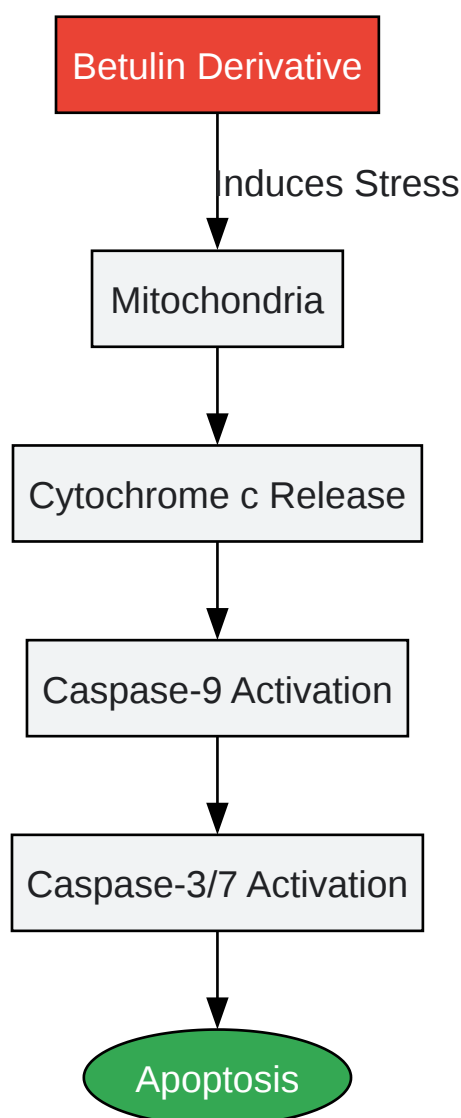 Betulin Derivative
Induces Stress
Mitochondria
Cytochrome c Release
Caspase-9 Activation
Caspase-3/7 Activation
Apoptosis